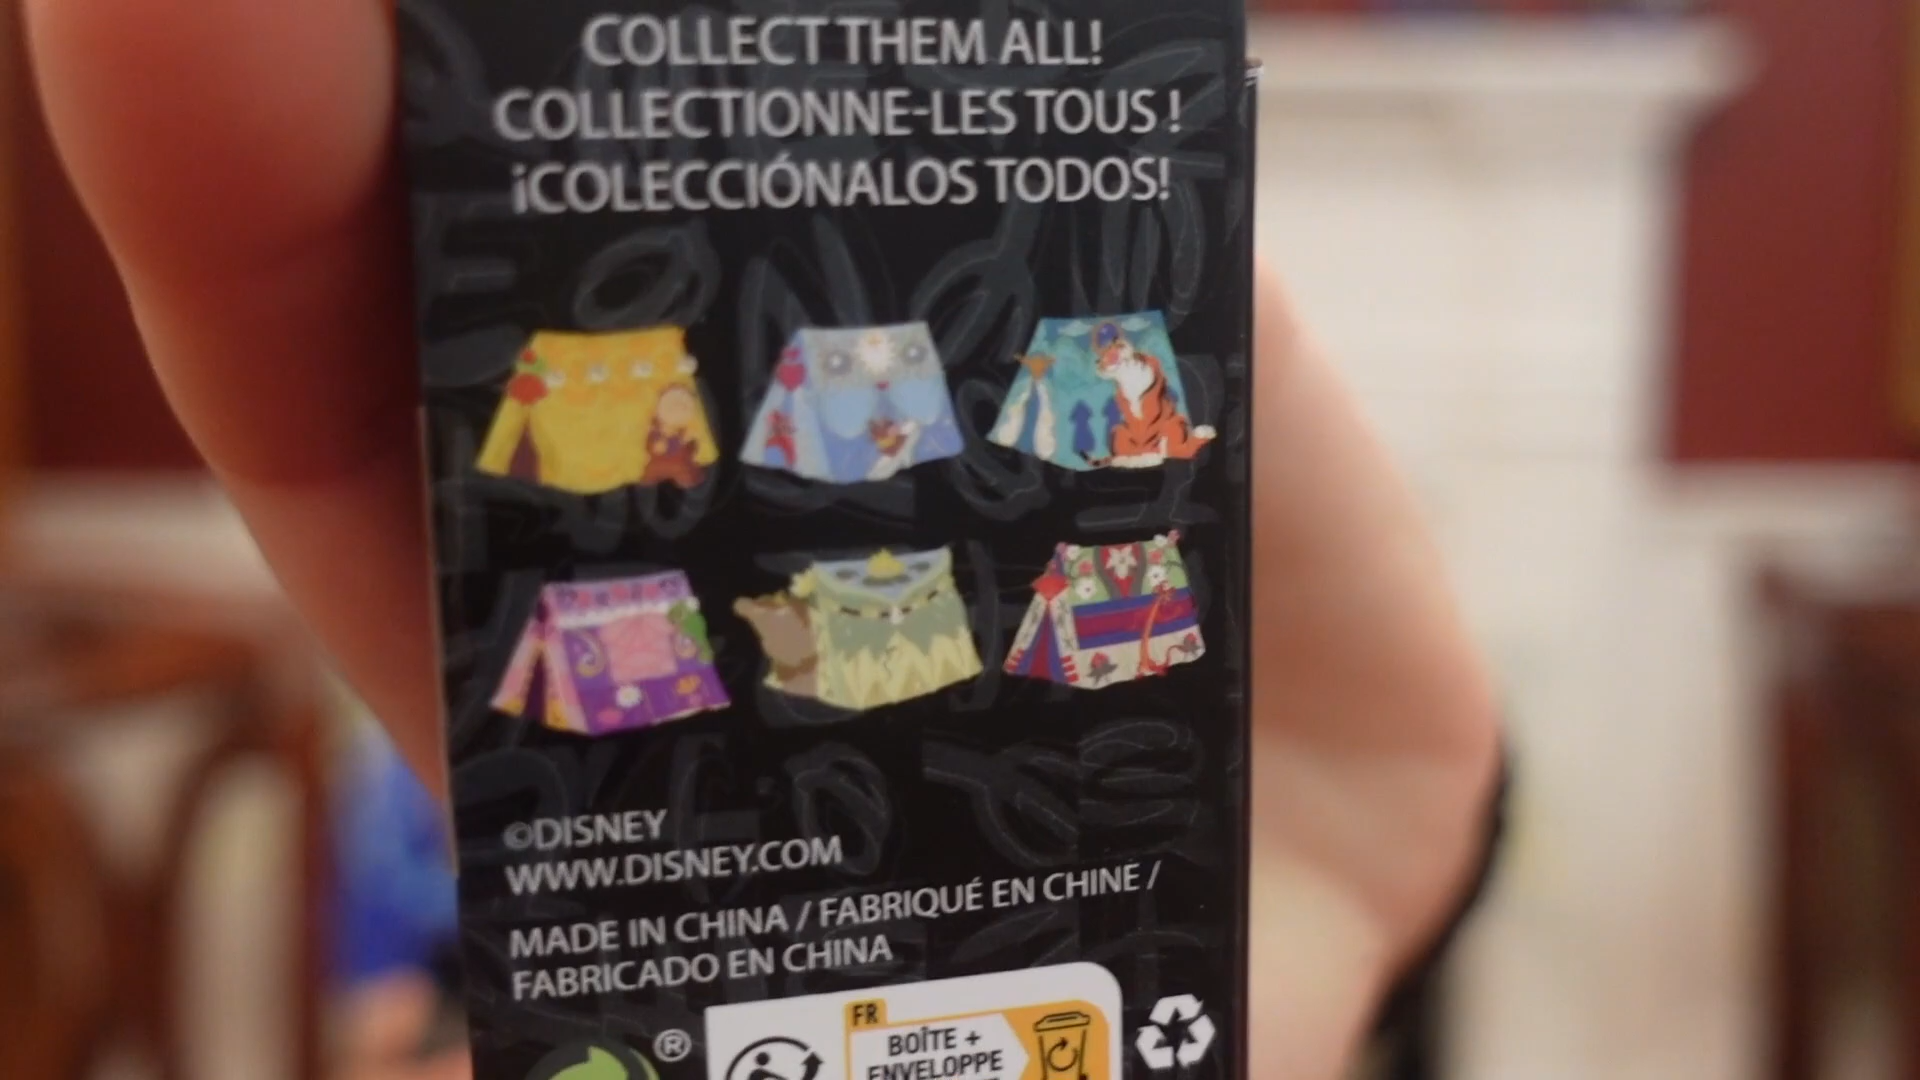 COLLECT THEM ALL!
COLLECTIONNE-LES TOUS !
¡COLECCIÓNALOS TODOS!
©DISNEY
WWW.DISNEY.COM
MADE IN CHINA / FABRIQUÉ EN CHINE /
FABRICADO EN CHINA
®
FR
BOÎTE +
ENVELOPPE